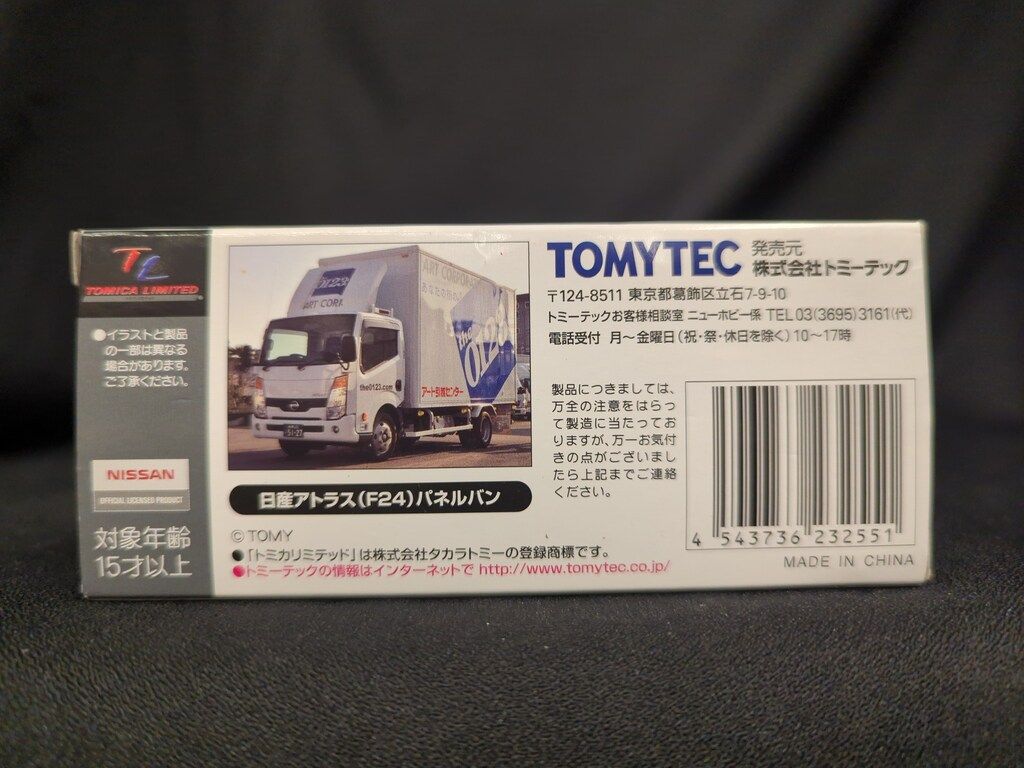 TL
TOMICA LIMITED
●イラストと製品
の一部は異なる
場合があります。
ご了承ください。
NISSAN
OFFICIAL LICENSED PRODUCT
対象年齢
15才以上
ART CORP.
ART CORPORA
あなたの街の
the 0123
the0123.com
アート引越センター
51-27
日産アトラス(F24)パネルバン
©TOMY
●「トミカリミテッド」は株式会社タカラトミーの登録商標です。
●トミーテックの情報はインターネットで http://www.tomytec.co.jp/
TOMYTEC 発売元
株式会社トミーテック
〒124-8511 東京都葛飾区立石7-9-10
トミーテックお客様相談室 ニューホビー係 TEL 03(3695)3161(代)
電話受付 月〜金曜日(祝・祭・休日を除く)10〜17時
製品につきましては、
万全の注意をはらっ
て製造に当たってお
りますが、万一お気付
きの点がございまし
たら上記までご連絡
ください。
4 543736 232551
MADE IN CHINA